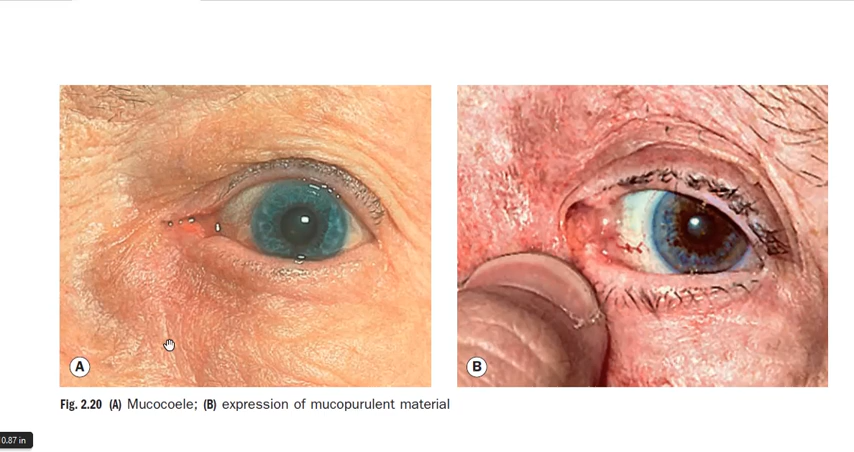 A
B
Fig. 2.20 (A) Mucocoele; (B) expression of mucopurulent material
0.87 in